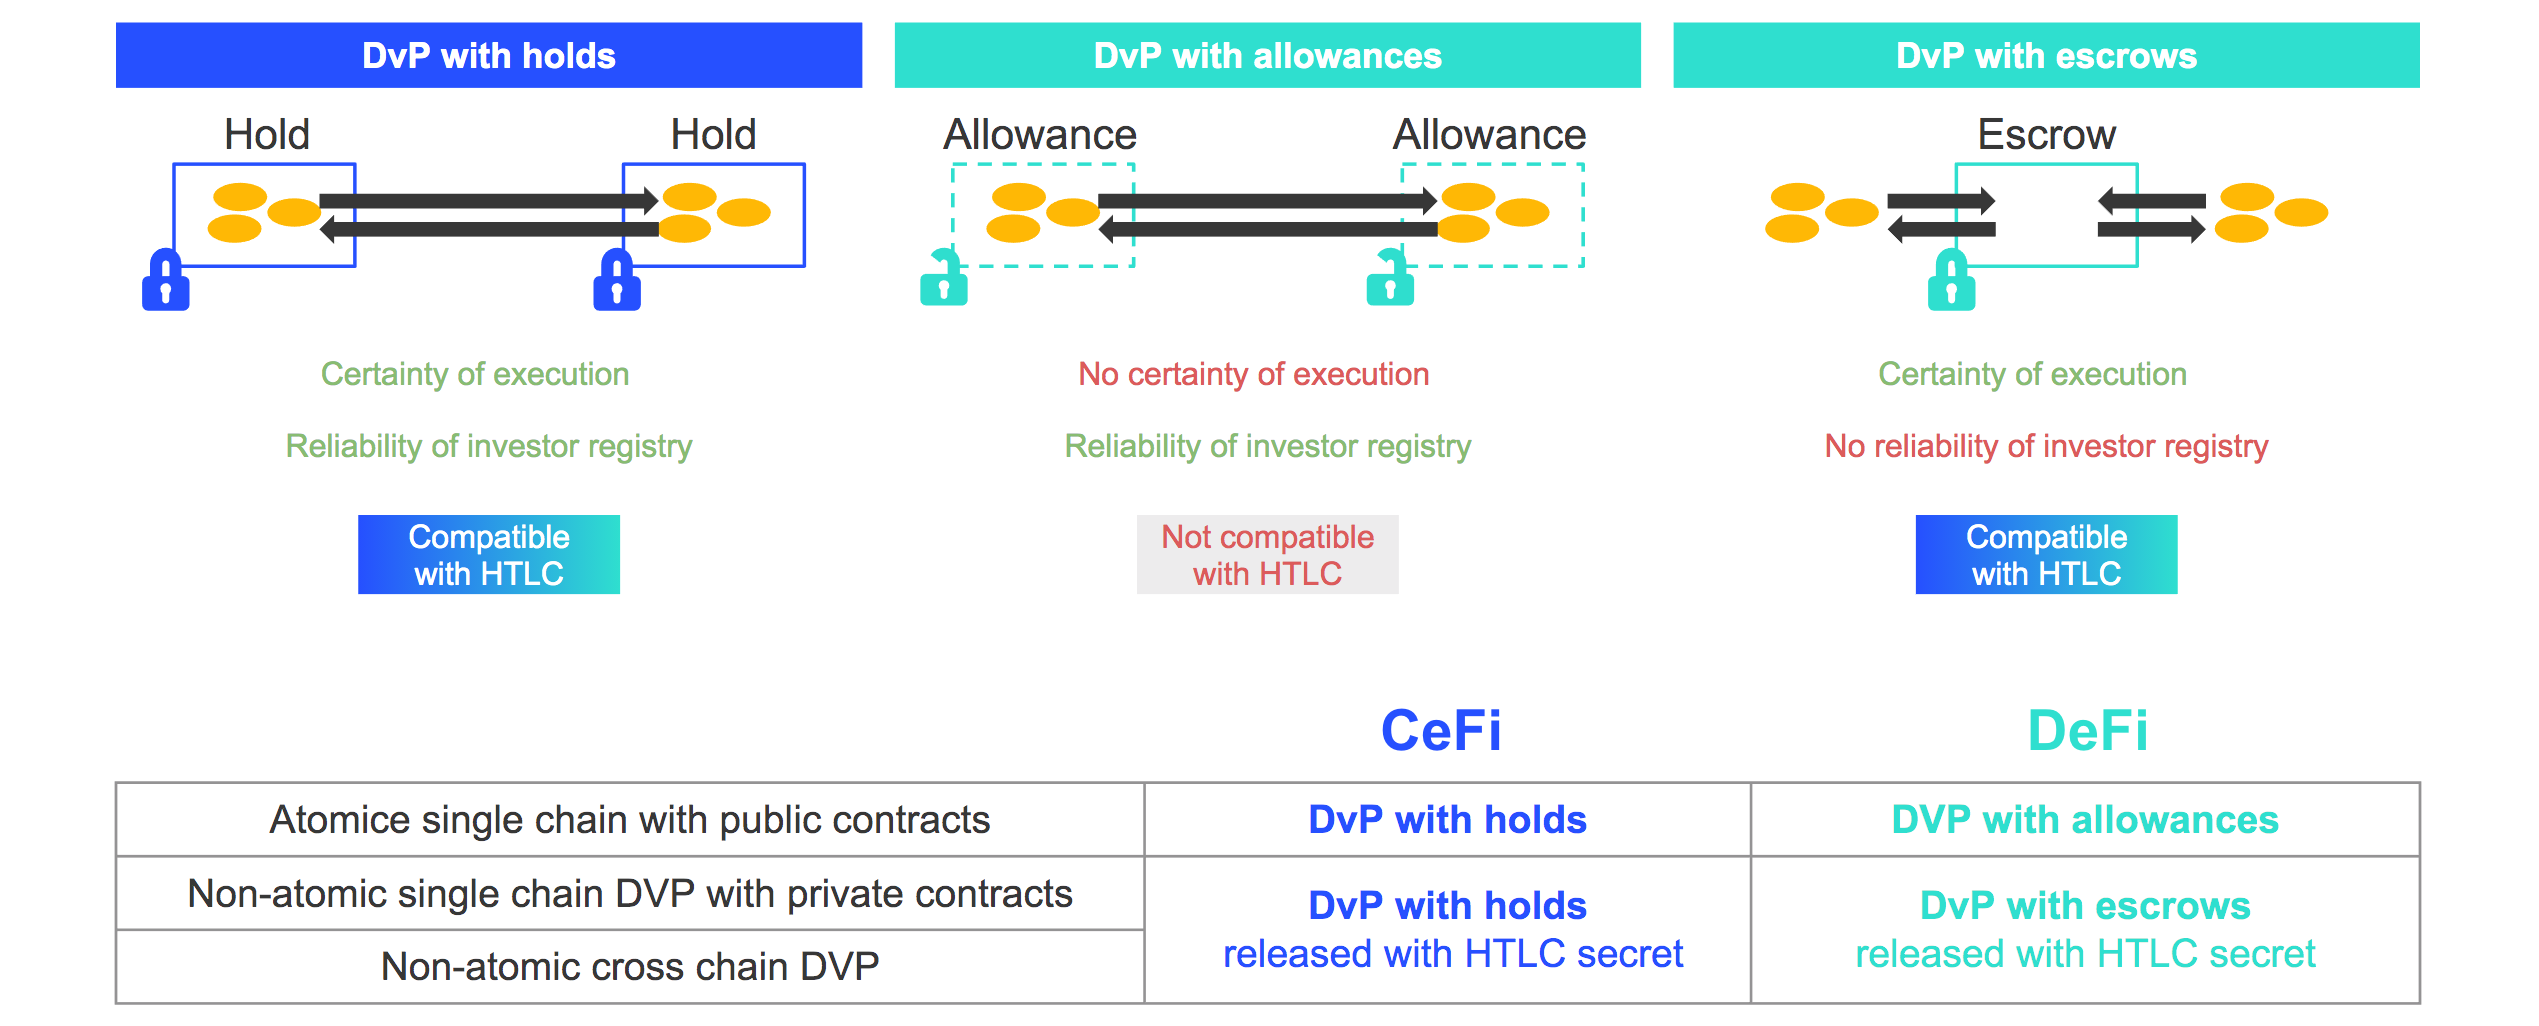 DvP with holds
DvP with allowances
DvP with escrows
Hold
Hold
Allowance
Allowance
Escrow
Certainty of execution
No certainty of execution
Certainty of execution
Reliability of investor registry
Reliability of investor registry
No reliability of investor registry
Compatible
with HTLC
Not compatible
with HTLC
Compatible
with HTLC
CeFi
DeFi
Atomice single chain with public contracts
DvP with holds
DVP with allowances
Non-atomic single chain DVP with private contracts
Non-atomic cross chain DVP
DvP with holds
released with HTLC secret
DvP with escrows
released with HTLC secret